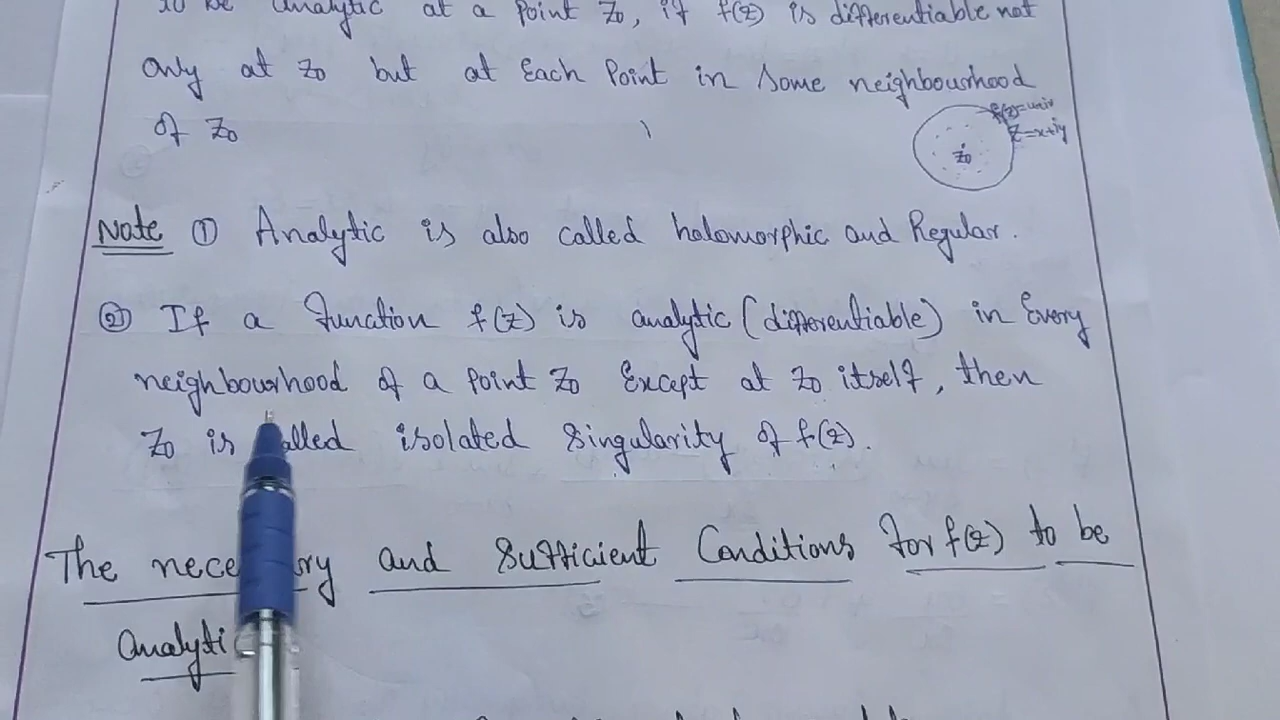 to be analytic at a point z₀, if f(z) is differentiable not
only at z₀ but at Each Point in some neighbourhood
of z₀
f(z)=u+iv
z=x+iy
z₀
Note ① Analytic is also called holomorphic and Regular.
② If a function f(z) is analytic (differentiable) in Every
neighbourhood of a point z₀ Except at z₀ itself, then
z₀ is called isolated singularity of f(z).
The necessary and Sufficient Conditions for f(z) to be
Analytic